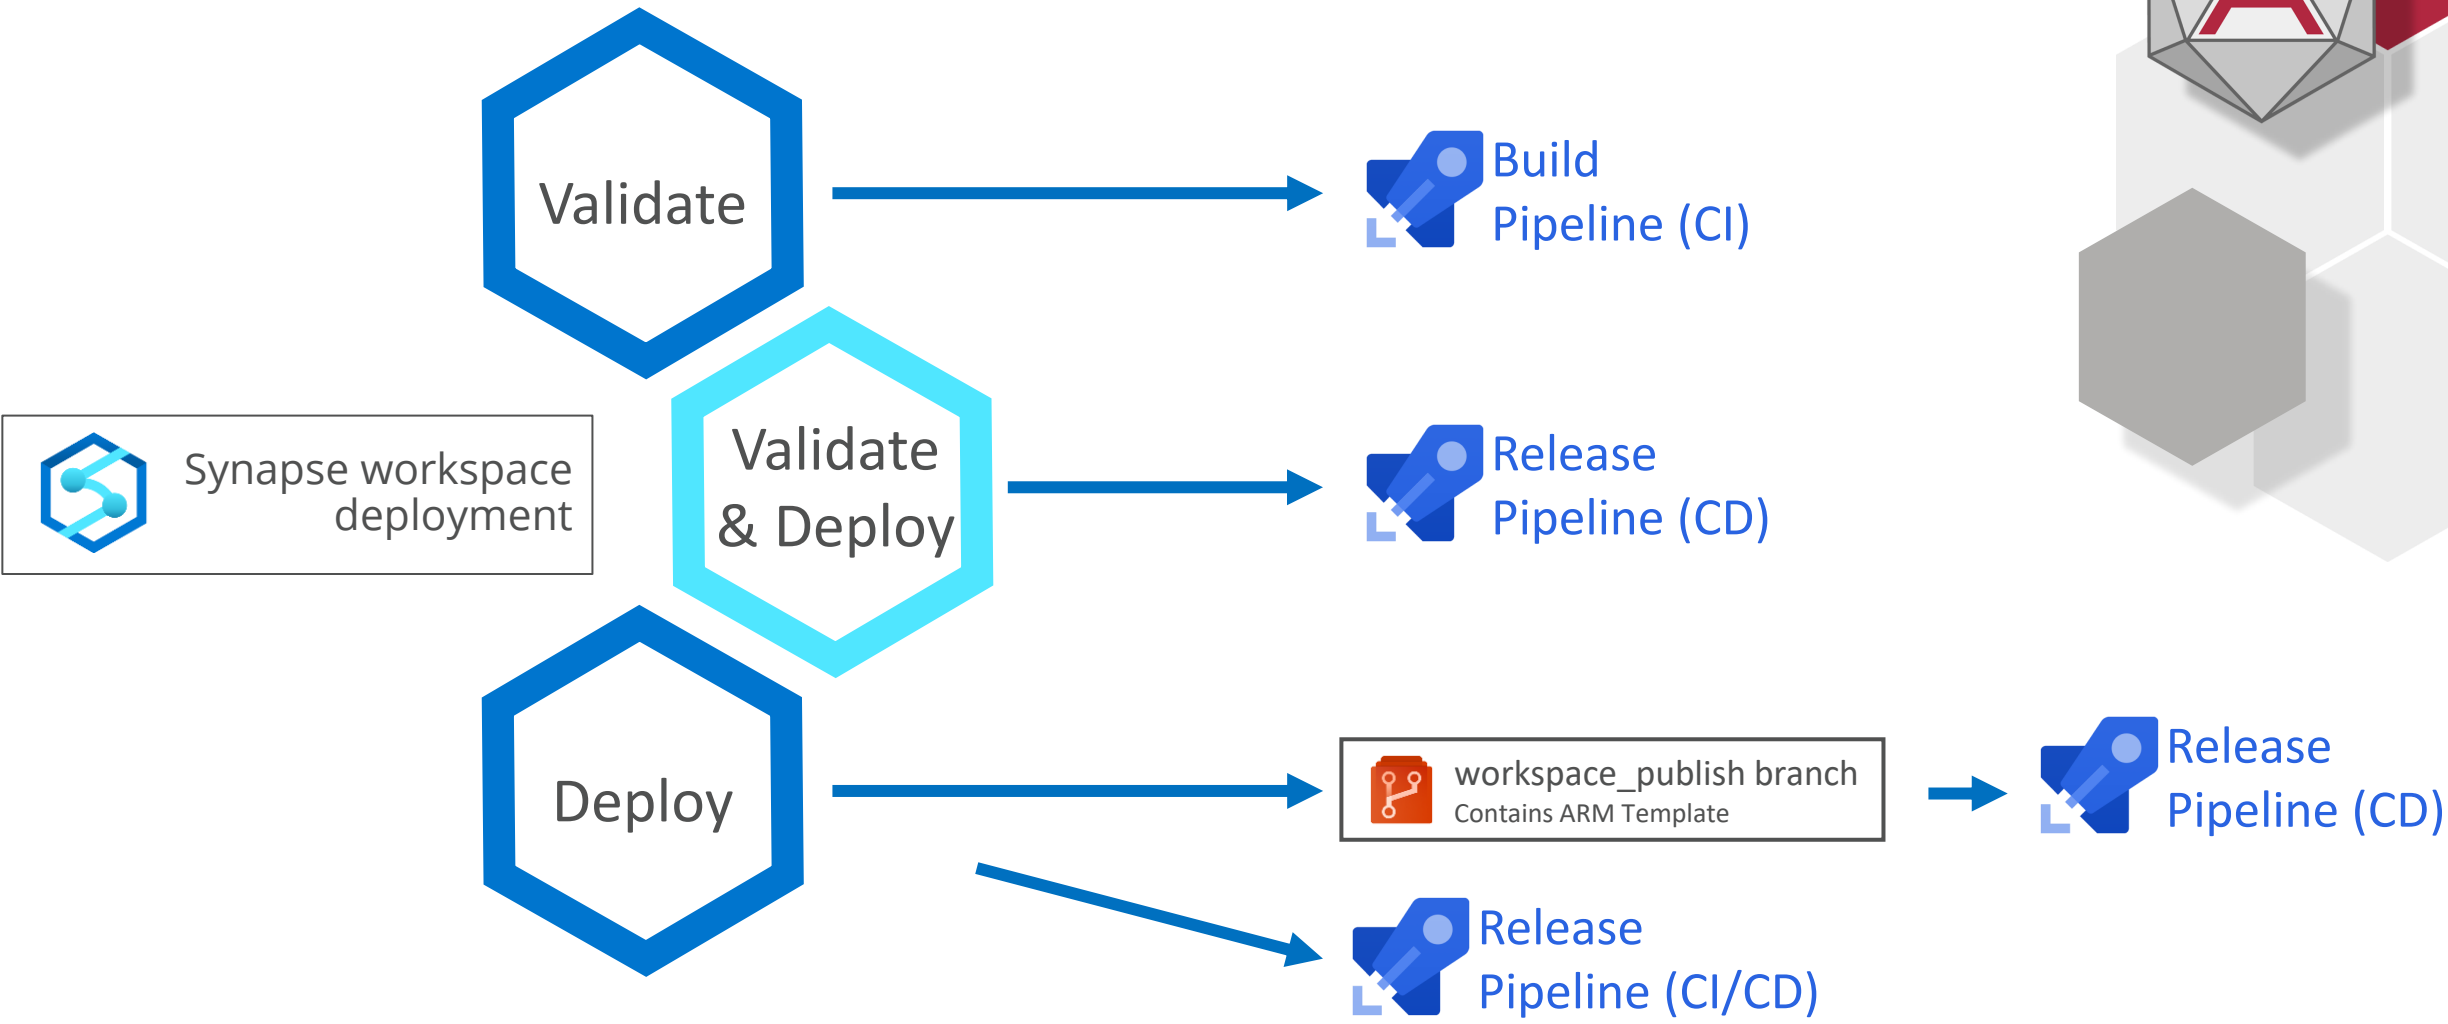 Validate
Build
Pipeline (CI)
Synapse workspace
deployment
Validate
& Deploy
Release
Pipeline (CD)
Deploy
workspace_publish branch
Contains ARM Template
Release
Pipeline (CD)
Release
Pipeline (CI/CD)